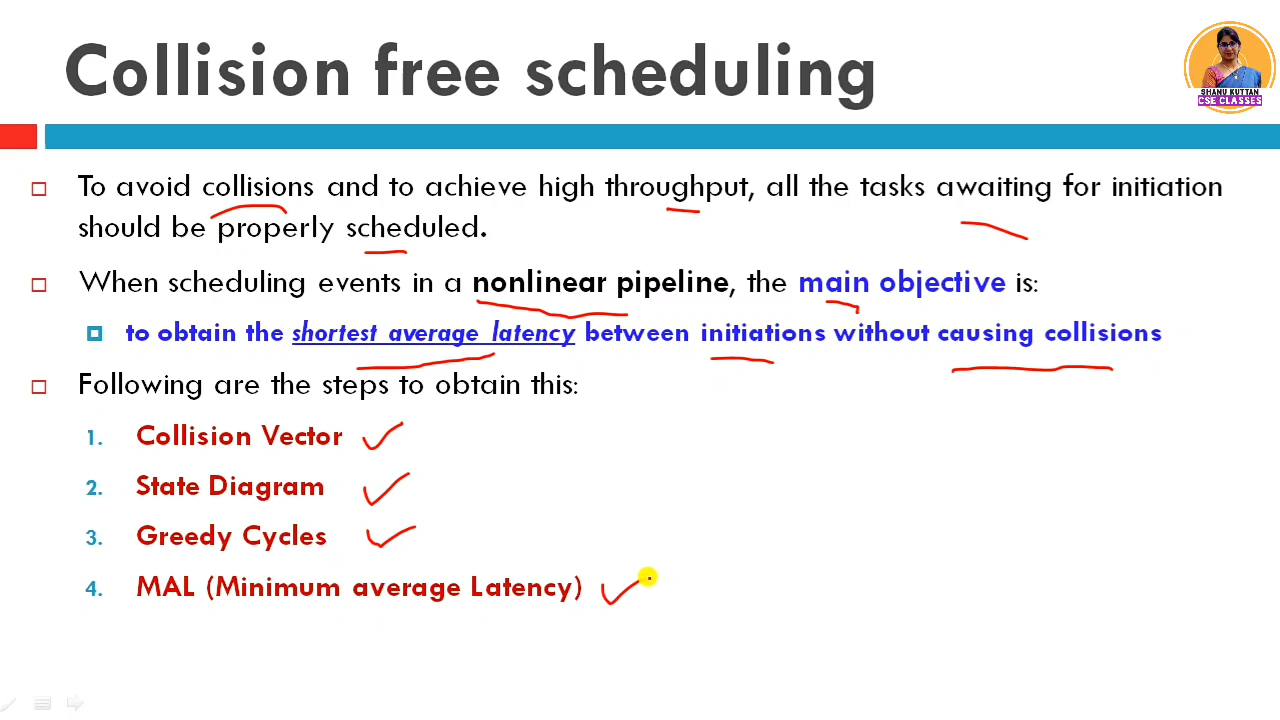 Collision free scheduling
SHANU KUTTAN
CSE CLASSES
To avoid collisions and to achieve high throughput, all the tasks awaiting for initiation
should be properly scheduled.
When scheduling events in a nonlinear pipeline, the main objective is:
to obtain the shortest average latency between initiations without causing collisions
Following are the steps to obtain this:
1. Collision Vector
2. State Diagram
3. Greedy Cycles
4. MAL (Minimum average Latency)